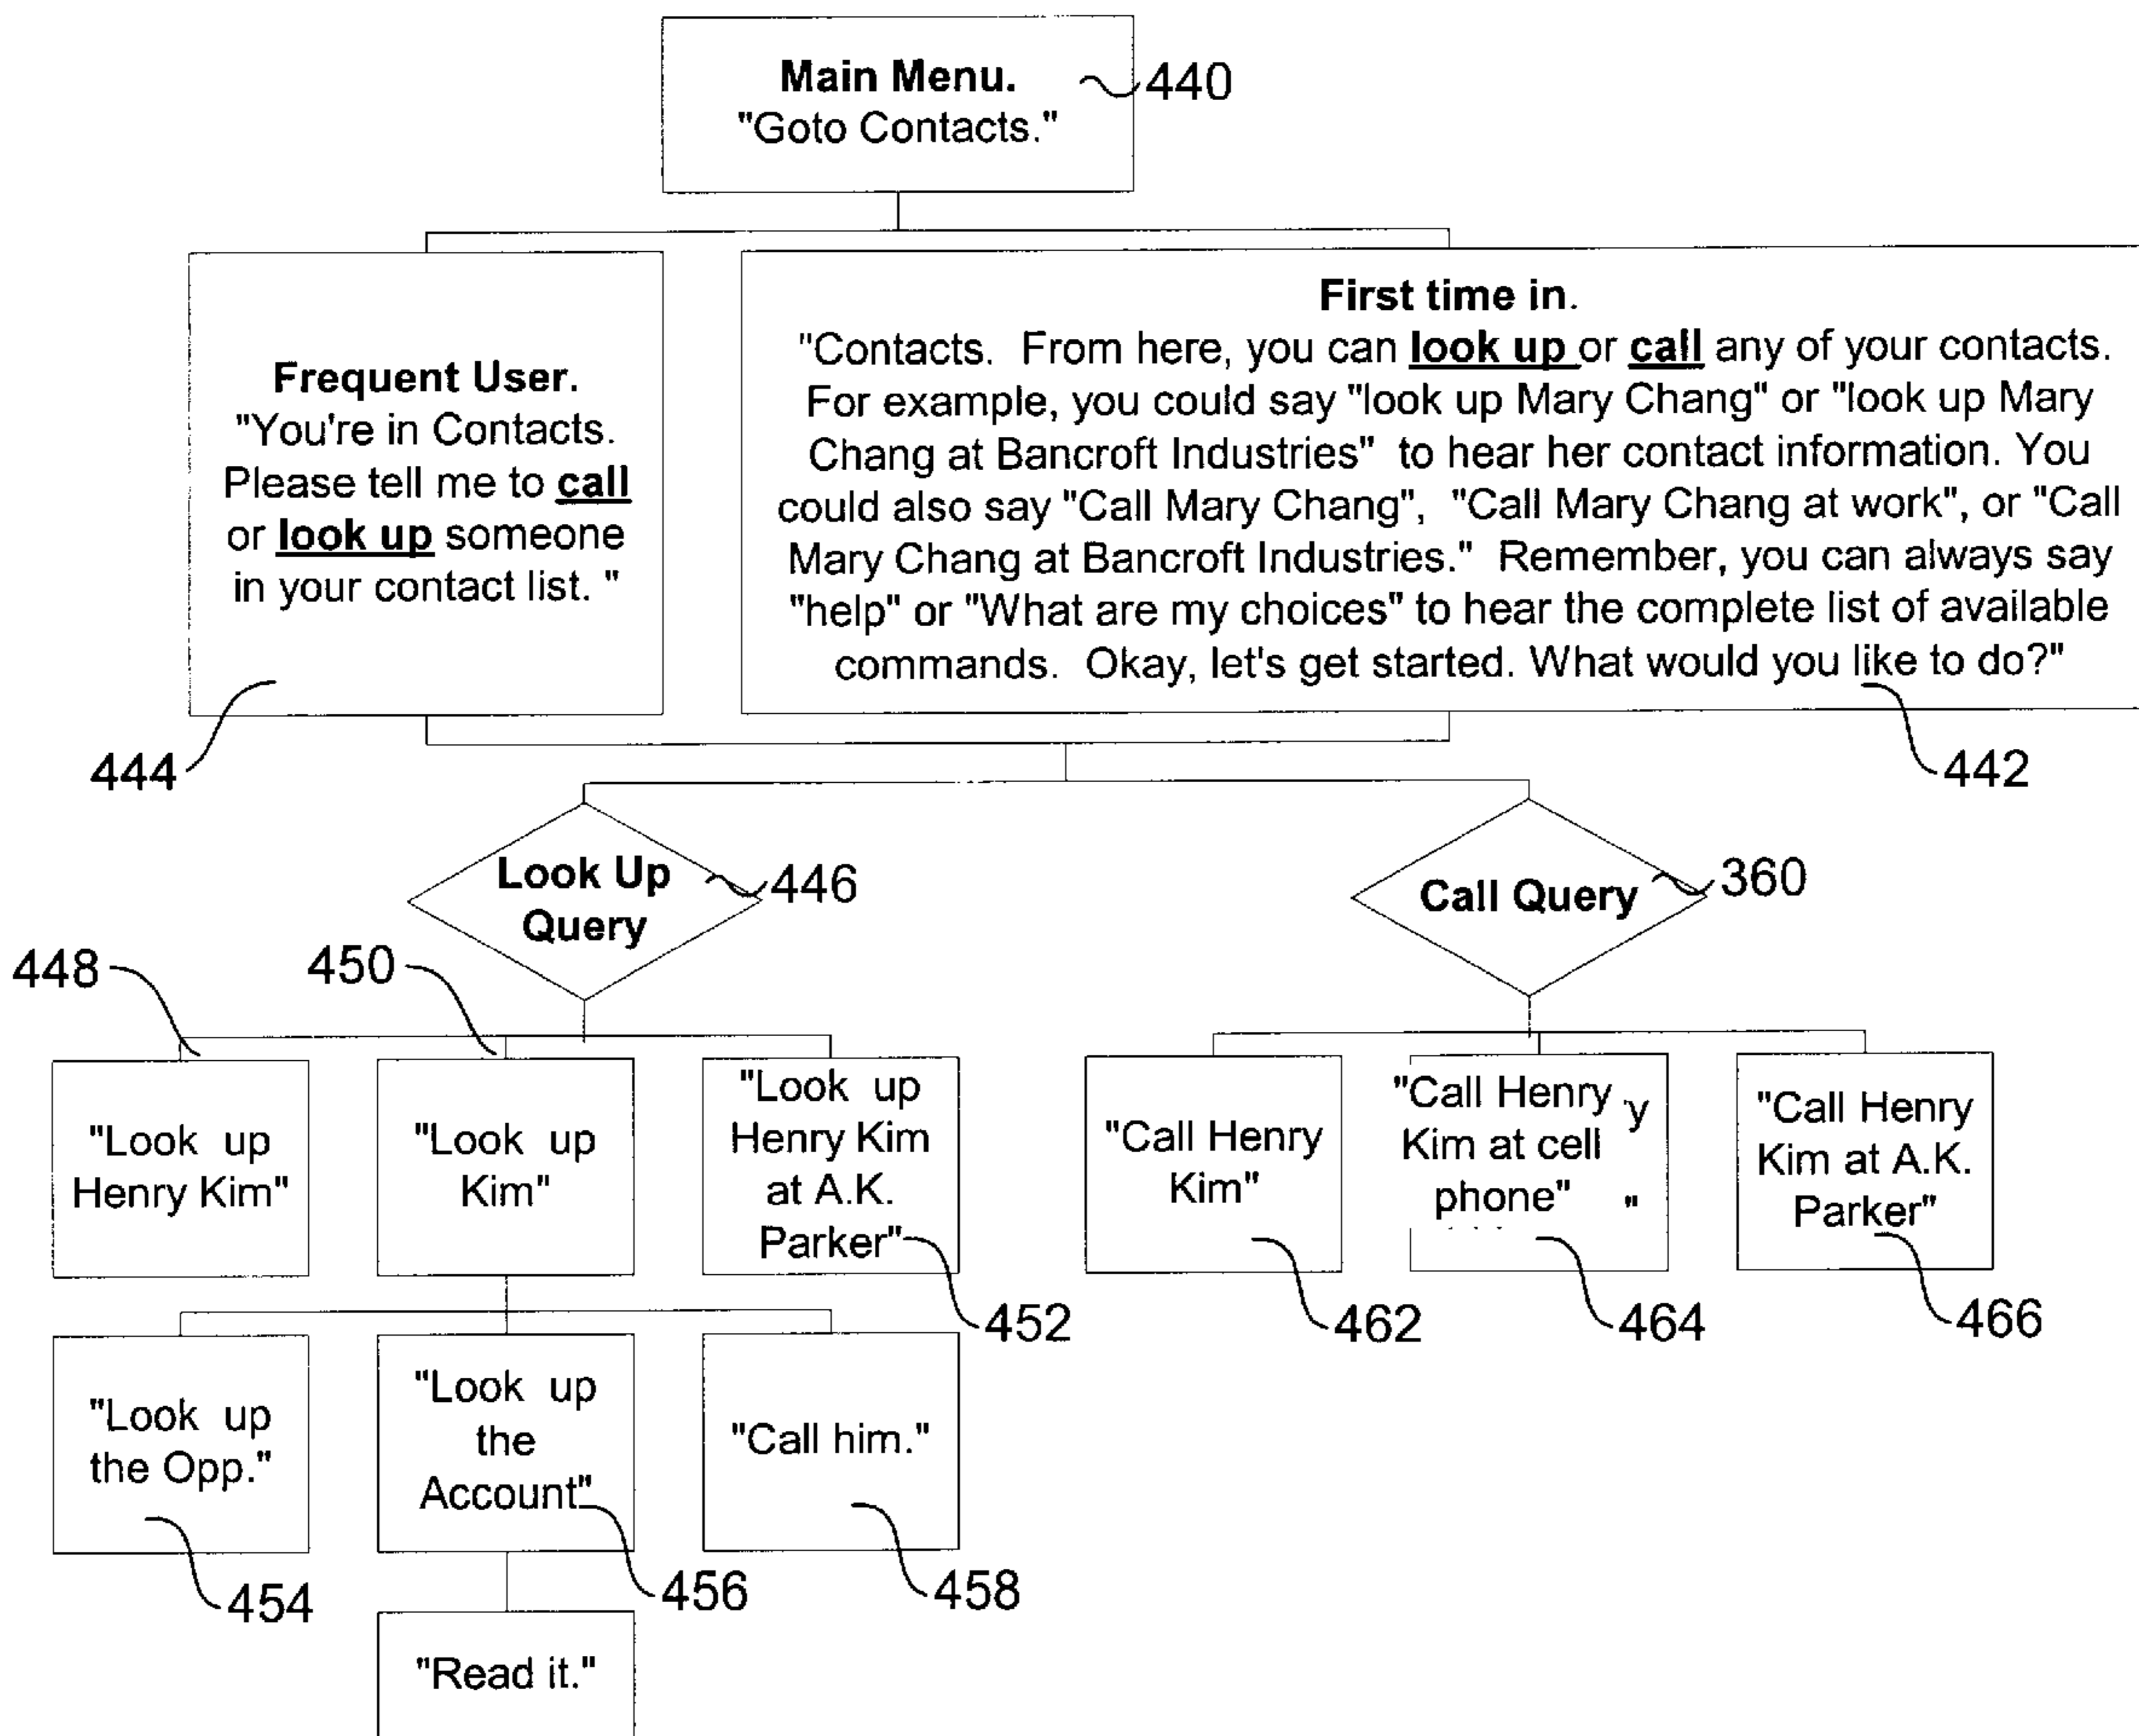 Main Menu.
"Goto Contacts."
440
Frequent User.
"You're in Contacts.
Please tell me to call
or look up someone
in your contact list. "
444
First time in.
"Contacts. From here, you can look up or call any of your contacts.
For example, you could say "look up Mary Chang" or "look up Mary
Chang at Bancroft Industries" to hear her contact information. You
could also say "Call Mary Chang", "Call Mary Chang at work", or "Call
Mary Chang at Bancroft Industries." Remember, you can always say
"help" or "What are my choices" to hear the complete list of available
commands. Okay, let's get started. What would you like to do?"
442
Look Up
Query
446
Call Query
360
448
450
"Look up
Henry Kim"
"Look up
Kim"
"Look up
Henry Kim
at A.K.
Parker"
452
"Call Henry
Kim"
462
"Call Henry y
Kim at cell
phone" "
464
"Call Henry
Kim at A.K.
Parker"
466
"Look up
the Opp."
454
"Look up
the
Account"
456
"Call him."
458
"Read it."